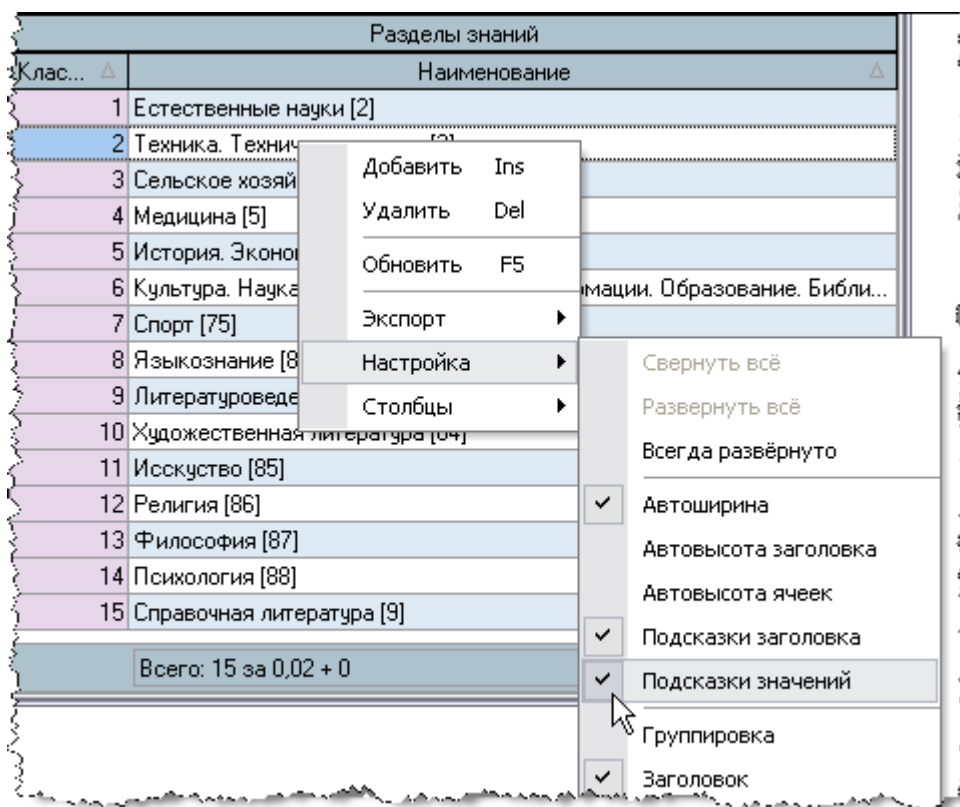 Разделы знаний
Клас... Наименование
1 Естественные науки [2]
2 Техника. Технич
3 Сельское хозяй
4 Медицина [5]
5 История. Эконо
6 Культура. Наука мации. Образование. Библи...
7 Спорт [75]
8 Языкознание [8
9 Литературоведе
10 Художественная литература [84]
11 Исскуство [85]
12 Религия [86]
13 Философия [87]
14 Психология [88]
15 Справочная литература [9]
Всего: 15 за 0,02 + 0
Добавить Ins
Удалить Del
Обновить F5
Экспорт
Настройка
Столбцы
Свернуть всё
Развернуть всё
Всегда развёрнуто
Автоширина
Автовысота заголовка
Автовысота ячеек
Подсказки заголовка
Подсказки значений
Группировка
Заголовок